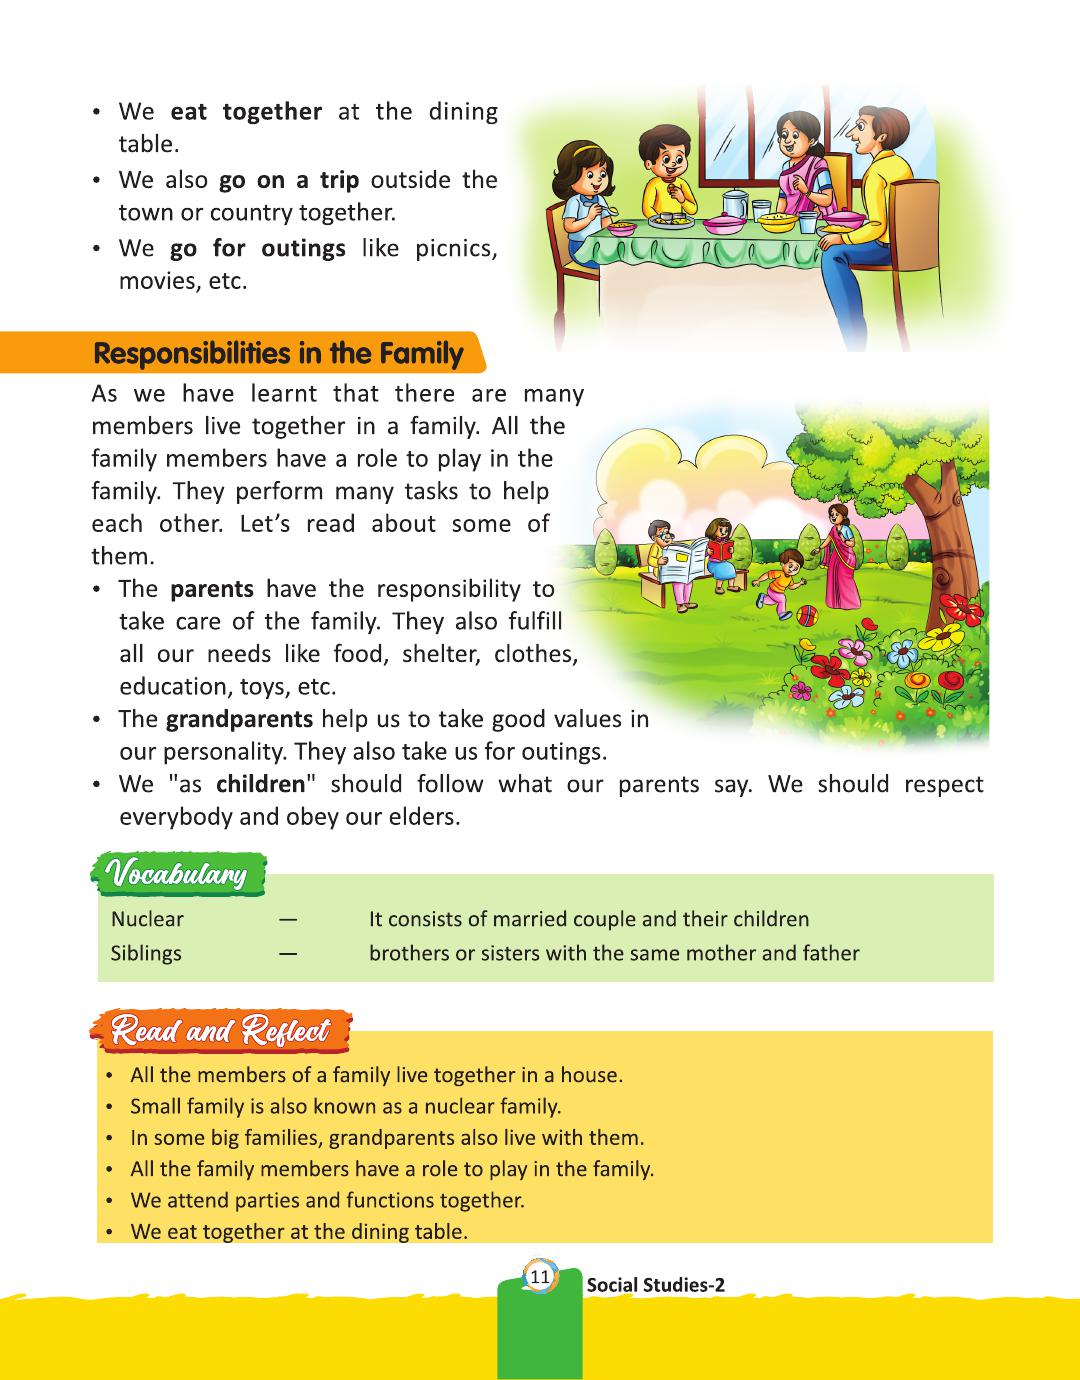 • We eat together at the dining
table.
• We also go on a trip outside the
town or country together.
• We go for outings like picnics,
movies, etc.
Responsibilities in the Family
As we have learnt that there are many
members live together in a family. All the
family members have a role to play in the
family. They perform many tasks to help
each other. Let’s read about some of
them.
• The parents have the responsibility to
take care of the family. They also fulfill
all our needs like food, shelter, clothes,
education, toys, etc.
• The grandparents help us to take good values in
our personality. They also take us for outings.
• We "as children" should follow what our parents say. We should respect
everybody and obey our elders.
Vocabulary
Nuclear — It consists of married couple and their children
Siblings — brothers or sisters with the same mother and father
Read and Reflect
• All the members of a family live together in a house.
• Small family is also known as a nuclear family.
• In some big families, grandparents also live with them.
• All the family members have a role to play in the family.
• We attend parties and functions together.
• We eat together at the dining table.
11 Social Studies-2